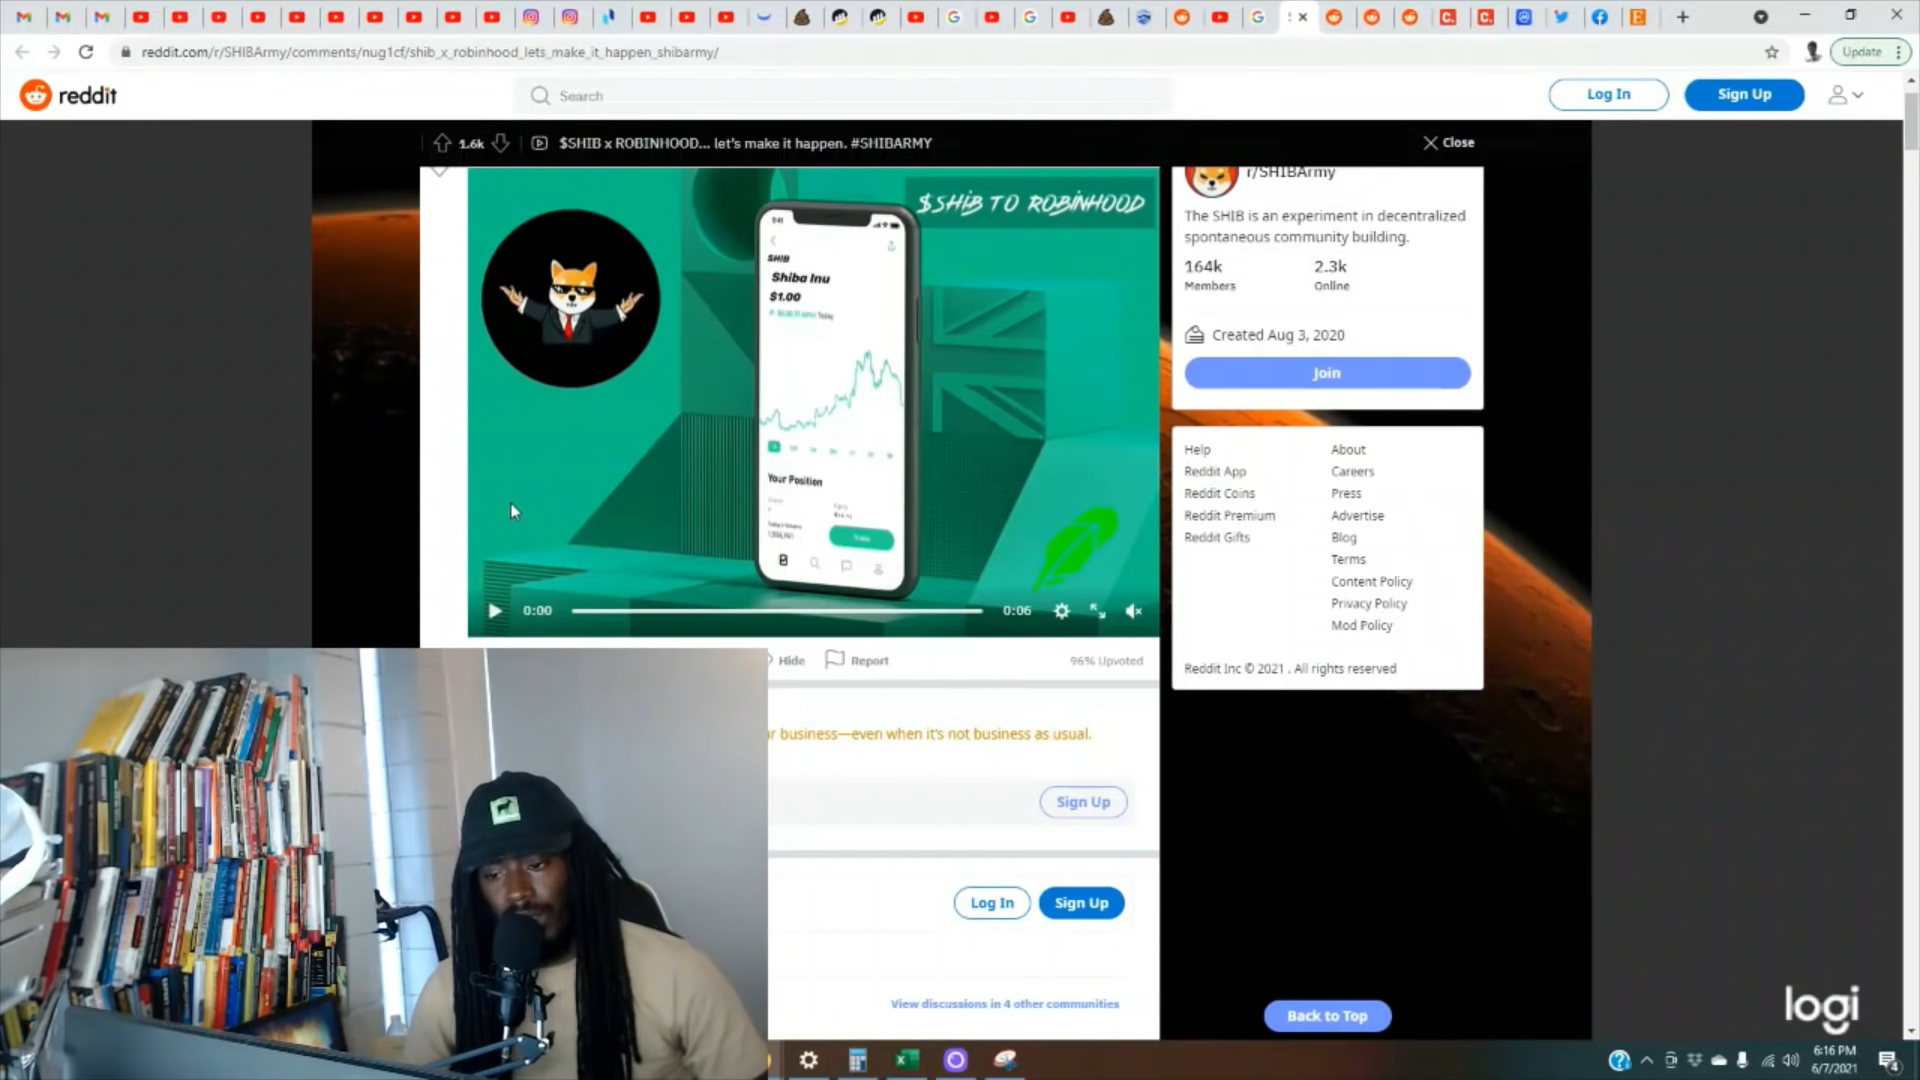 reddit.com/r/SHIBArmy/comments/nug1cf/shib_x_robinhood_lets_make_it_happen_shibarmy/
Update
reddit
Search
Log In
Sign Up
1.6k
$SHIB x ROBINHOOD... let's make it happen. #SHIBARMY
Close
$SHIB TO ROBINHOOD
SHIB
Shiba Inu
$1.00
Today
Your Position
0:00
0:06
r/SHIBArmy
The SHIB is an experiment in decentralized
spontaneous community building.
164k
2.3k
Members
Online
Created Aug 3, 2020
Join
Help
About
Reddit App
Careers
Reddit Coins
Press
Reddit Premium
Advertise
Reddit Gifts
Blog
Terms
Content Policy
Privacy Policy
Mod Policy
Reddit Inc © 2021 . All rights reserved
Hide
Report
96% Upvoted
r business—even when it's not business as usual.
Sign Up
Log In
Sign Up
View discussions in 4 other communities
Back to Top
logi
6:16 PM
6/7/2021